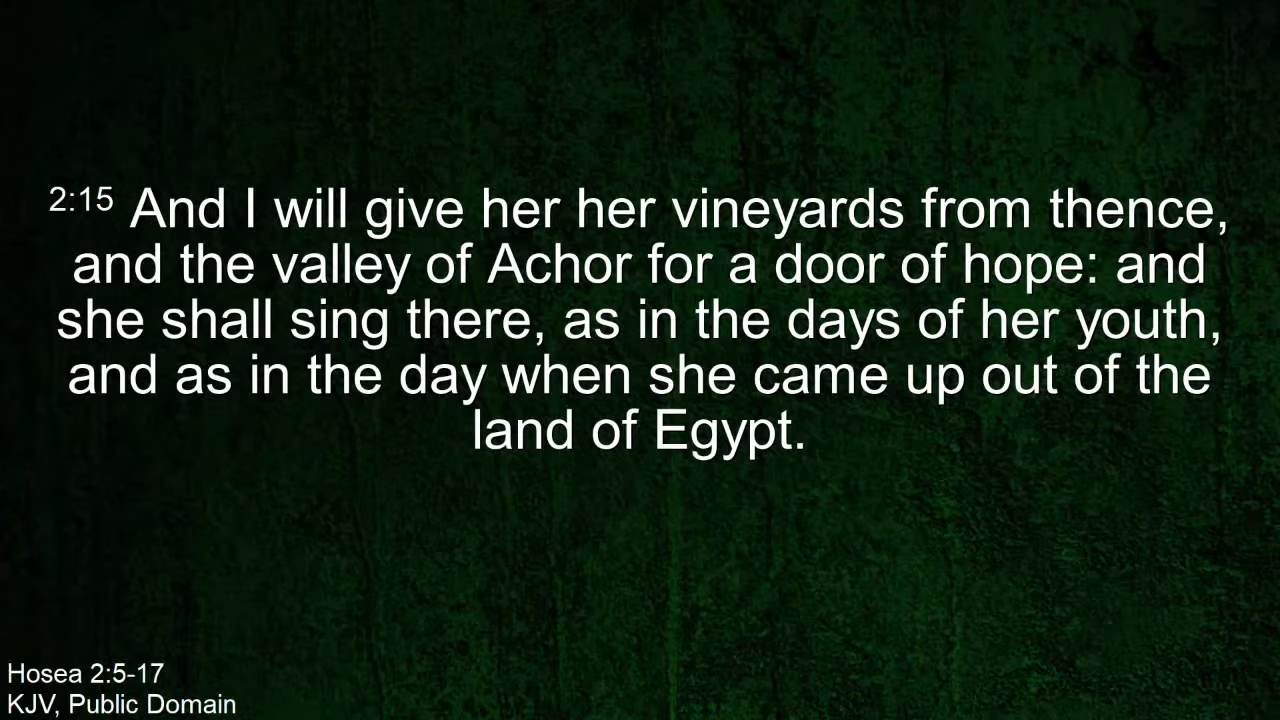 2:15 And I will give her her vineyards from thence,
and the valley of Achor for a door of hope: and
she shall sing there, as in the days of her youth,
and as in the day when she came up out of the
land of Egypt.
Hosea 2:5-17
KJV, Public Domain